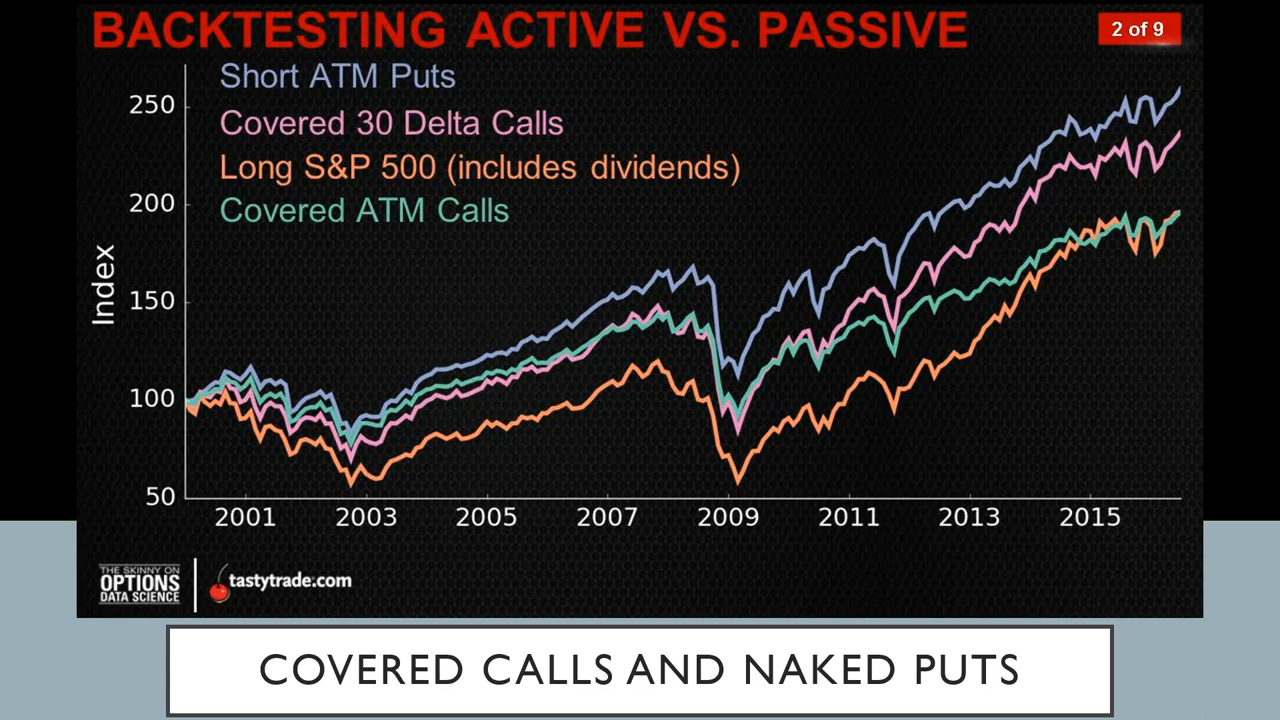 BACKTESTING ACTIVE VS. PASSIVE
2 of 9
Short ATM Puts
Covered 30 Delta Calls
Long S&P 500 (includes dividends)
Covered ATM Calls
Index
250
200
150
100
50
2001 2003 2005 2007 2009 2011 2013 2015
THE SKINNY ON
OPTIONS
DATA SCIENCE
tastytrade.com
COVERED CALLS AND NAKED PUTS